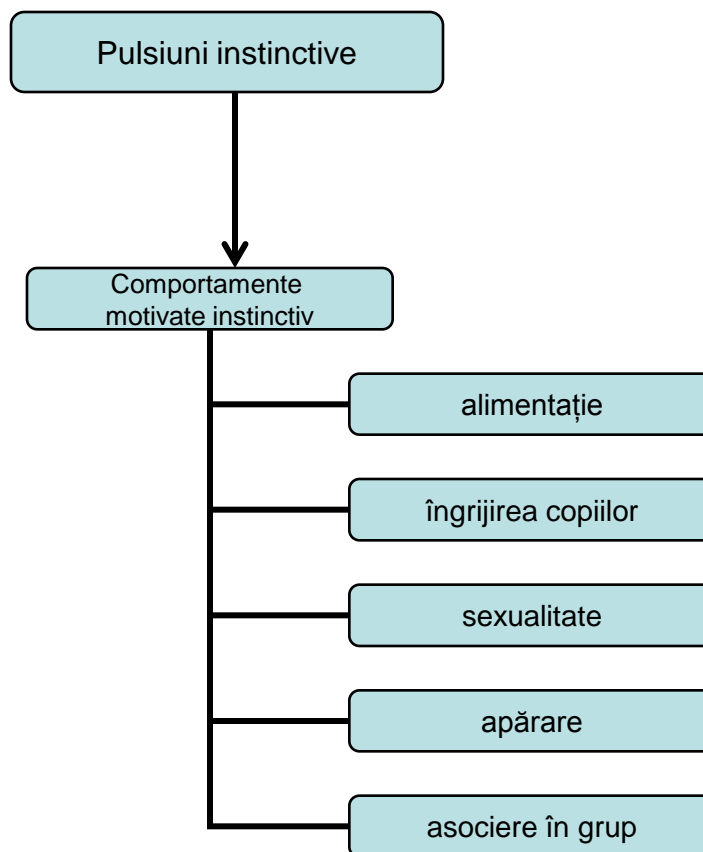 Pulsiuni instinctive
Comportamente
motivate instinctiv
alimentație
îngrijirea copiilor
sexualitate
apărare
asociere în grup